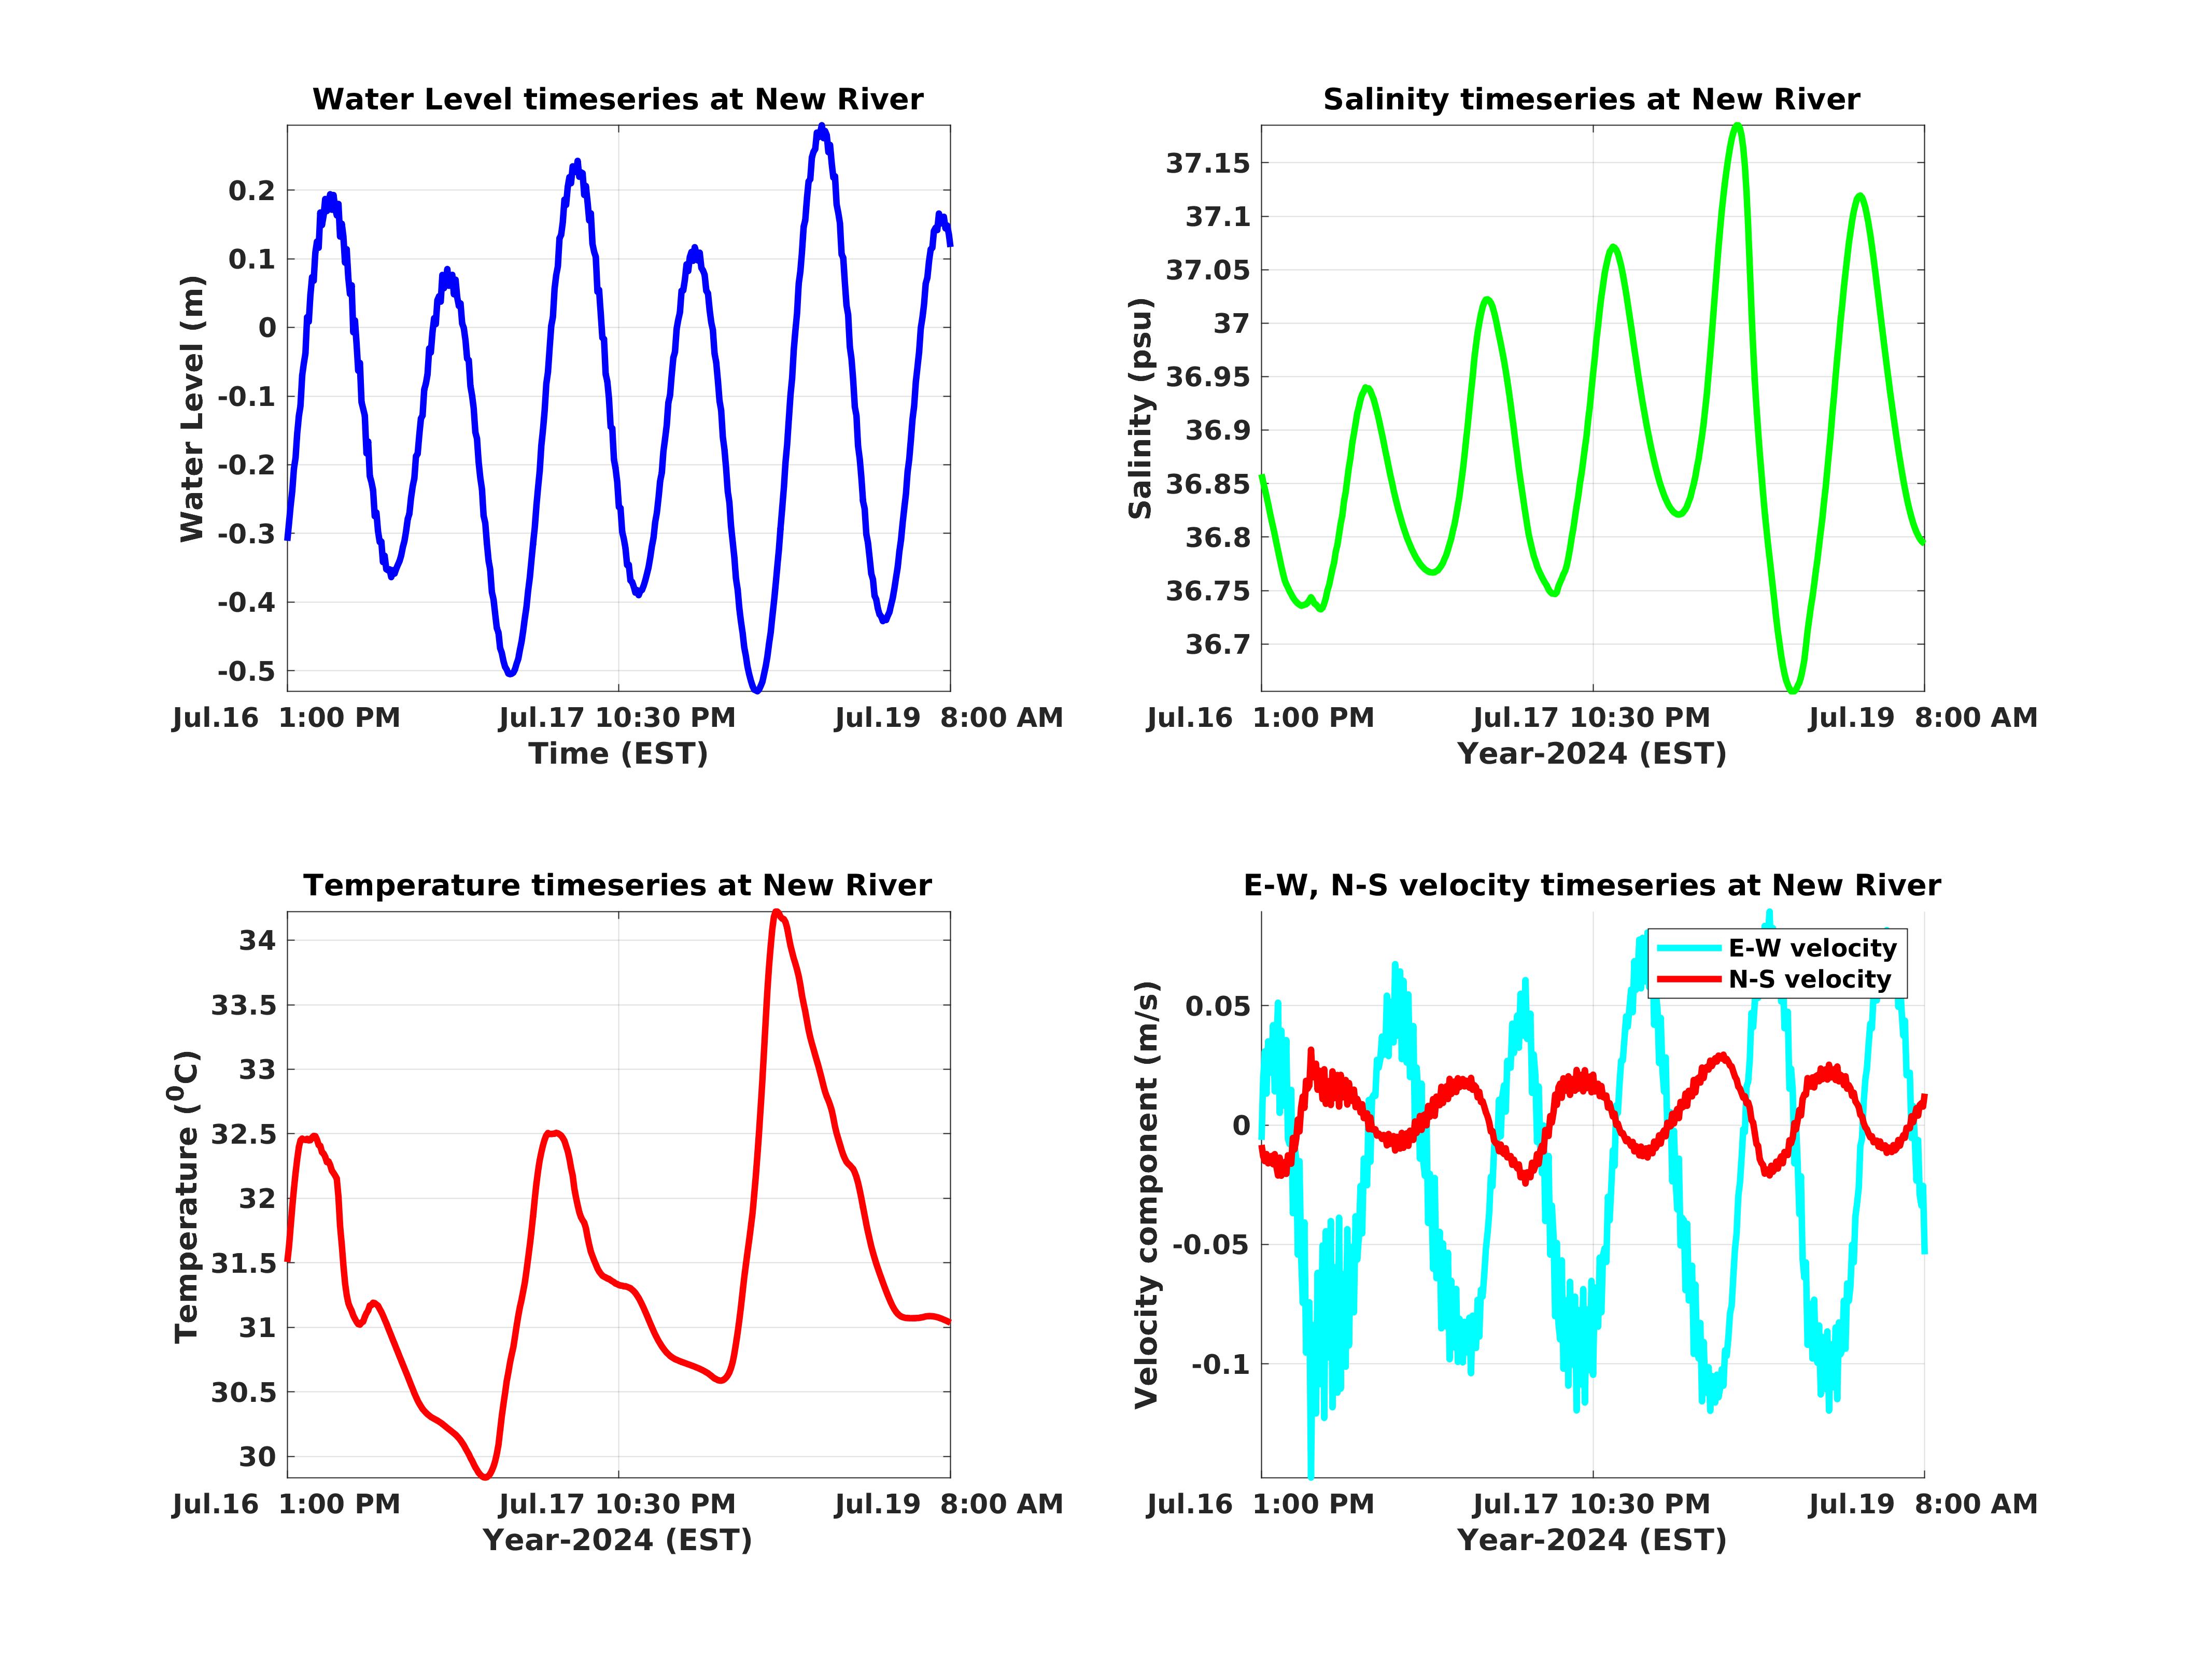 Water Level timeseries at New River
Water Level (m)
0.2
0.1
0
-0.1
-0.2
-0.3
-0.4
-0.5
Jul.16 1:00 PM
Jul.17 10:30 PM
Jul.19 8:00 AM
Time (EST)
Salinity timeseries at New River
Salinity (psu)
37.15
37.1
37.05
37
36.95
36.9
36.85
36.8
36.75
36.7
Jul.16 1:00 PM
Jul.17 10:30 PM
Jul.19 8:00 AM
Year-2024 (EST)
Temperature timeseries at New River
Temperature (⁰C)
34
33.5
33
32.5
32
31.5
31
30.5
30
Jul.16 1:00 PM
Jul.17 10:30 PM
Jul.19 8:00 AM
Year-2024 (EST)
E-W, N-S velocity timeseries at New River
E-W velocity
N-S velocity
Velocity component (m/s)
0.05
0
-0.05
-0.1
Jul.16 1:00 PM
Jul.17 10:30 PM
Jul.19 8:00 AM
Year-2024 (EST)